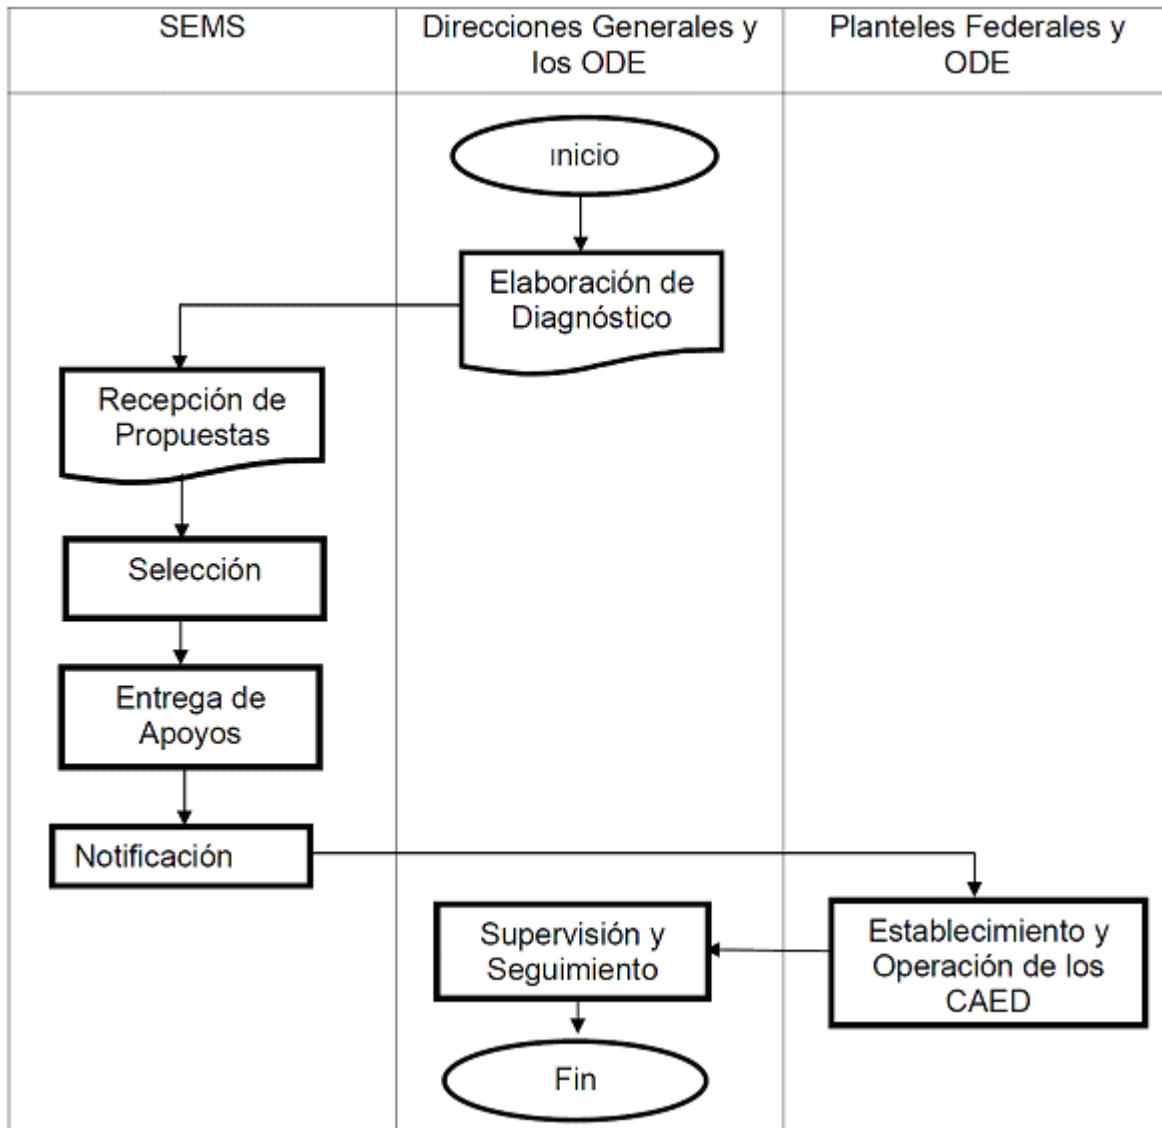 SEMS
Direcciones Generales y
los ODE
Planteles Federales y
ODE
inicio
Elaboración de
Diagnóstico
Recepción de
Propuestas
Selección
Entrega de
Apoyos
Notificación
Establecimiento y
Operación de los
CAED
Supervisión y
Seguimiento
Fin